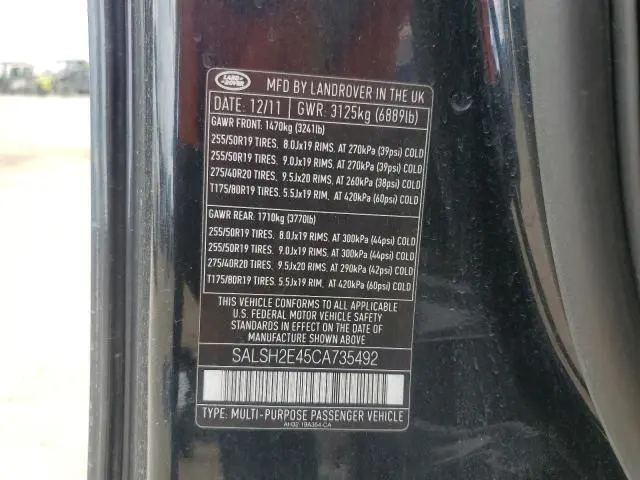 LAND ROVER
MFD BY LANDROVER IN THE UK
DATE: 12/11 GWR: 3125kg (6889lb)
GAWR FRONT: 1470kg (3241lb)
255/50R19 TIRES, 8.0Jx19 RIMS, AT 270kPa (39psi) COLD
255/50R19 TIRES, 9.0Jx19 RIMS, AT 270kPa (39psi) COLD
275/40R20 TIRES, 9.5Jx20 RIMS, AT 260kPa (38psi) COLD
T175/80R19 TIRES, 5.5Jx19 RIM, AT 420kPa (60psi) COLD
GAWR REAR: 1710kg (3770lb)
255/50R19 TIRES, 8.0Jx19 RIMS, AT 300kPa (44psi) COLD
255/50R19 TIRES, 9.0Jx19 RIMS, AT 300kPa (44psi) COLD
275/40R20 TIRES, 9.5Jx20 RIMS, AT 290kPa (42psi) COLD
T175/80R19 TIRES, 5.5Jx19 RIM, AT 420kPa (60psi) COLD
THIS VEHICLE CONFORMS TO ALL APPLICABLE
U.S. FEDERAL MOTOR VEHICLE SAFETY
STANDARDS IN EFFECT ON THE DATE OF
MANUFACTURE SHOWN ABOVE
SALSH2E45CA735492
TYPE: MULTI-PURPOSE PASSENGER VEHICLE
AH32-19A354-CA